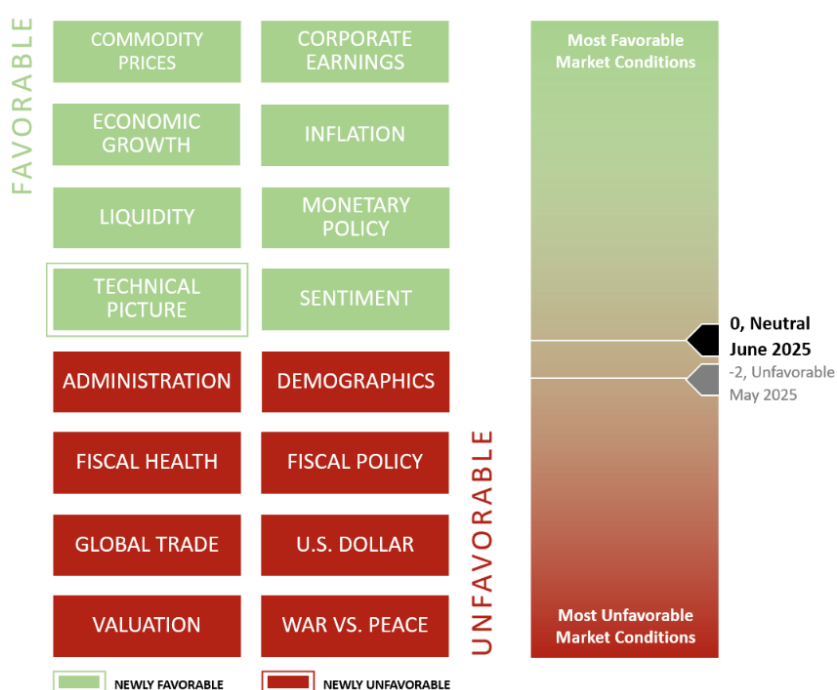 FAVORABLE
COMMODITY
PRICES
CORPORATE
EARNINGS
ECONOMIC
GROWTH
INFLATION
LIQUIDITY
MONETARY
POLICY
TECHNICAL
PICTURE
SENTIMENT
ADMINISTRATION
DEMOGRAPHICS
FISCAL HEALTH
FISCAL POLICY
GLOBAL TRADE
U.S. DOLLAR
VALUATION
WAR VS. PEACE
UNFAVORABLE
NEWLY FAVORABLE
NEWLY UNFAVORABLE
Most Favorable
Market Conditions
0, Neutral
June 2025
-2, Unfavorable
May 2025
Most Unfavorable
Market Conditions